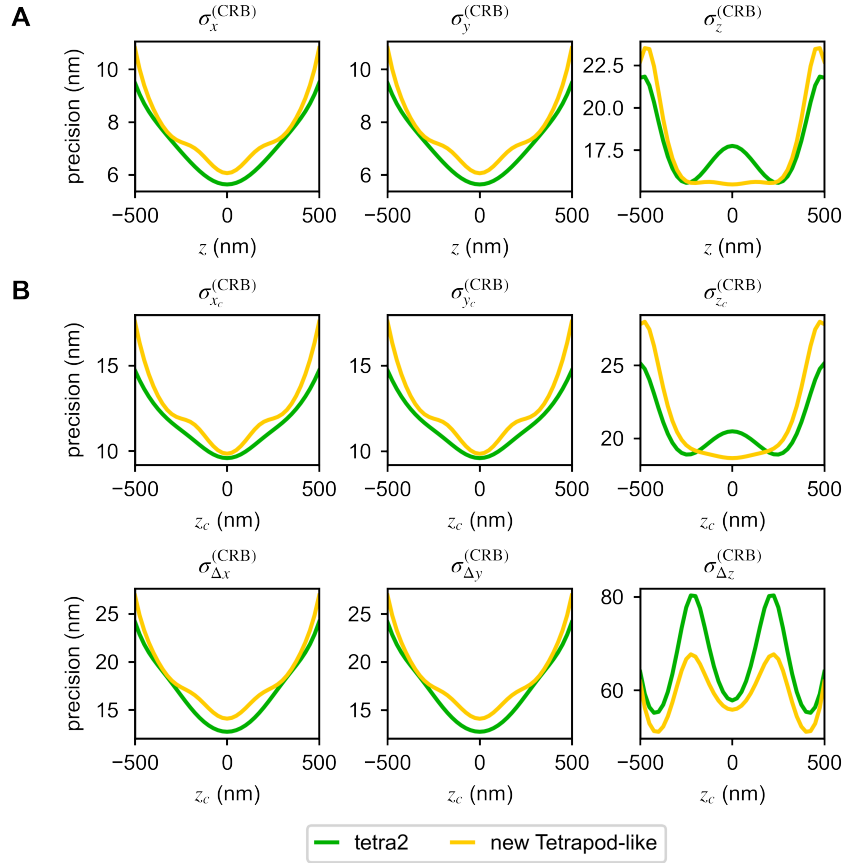 A
σx(CRB) σy(CRB) σz(CRB)
precision (nm)
10
8
6
10
8
6
22.5
20.0
17.5
−500 0 500 −500 0 500 −500 0 500
z (nm) z (nm) z (nm)
B
σxc(CRB) σyc(CRB) σzc(CRB)
precision (nm)
15
10
15
10
25
20
−500 0 500 −500 0 500 −500 0 500
zc (nm) zc (nm) zc (nm)
σΔx(CRB) σΔy(CRB) σΔz(CRB)
precision (nm)
25
20
15
25
20
15
80
60
−500 0 500 −500 0 500 −500 0 500
zc (nm) zc (nm) zc (nm)
tetra2 new Tetrapod-like